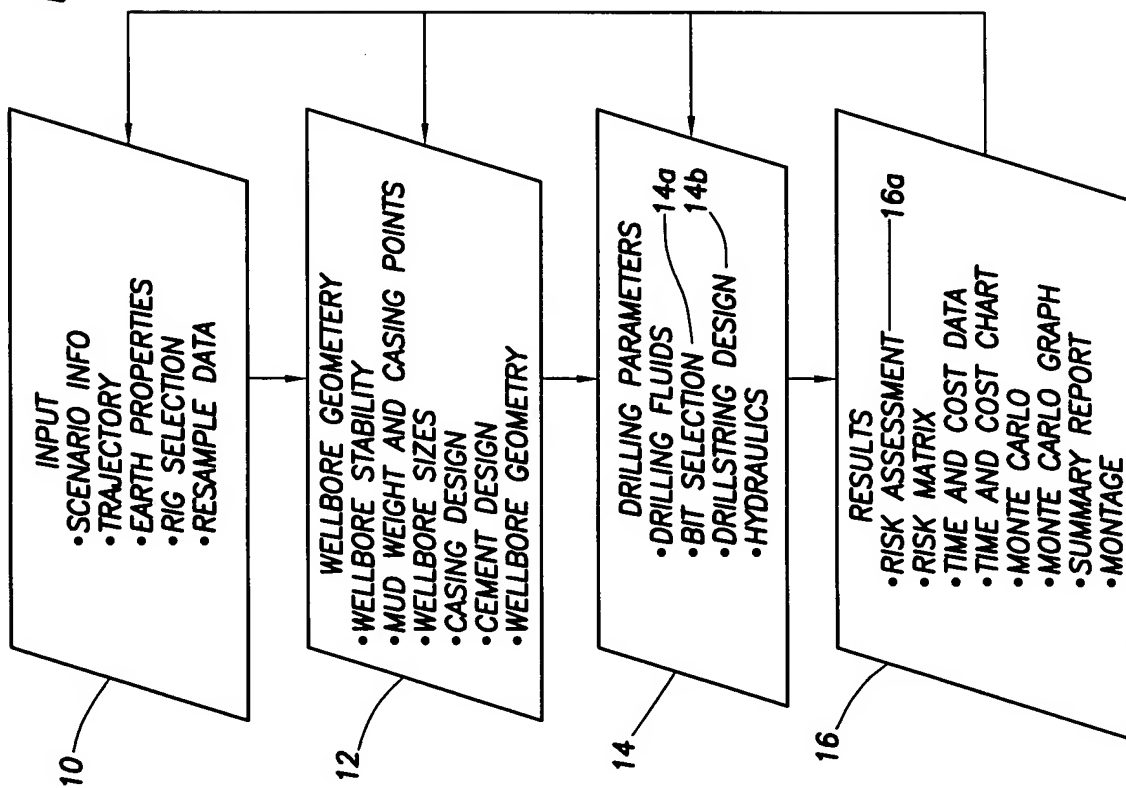 INPUT
•SCENARIO INFO
•TRAJECTORY
•EARTH PROPERTIES
•RIG SELECTION
•RESAMPLE DATA
10
WELLBORE GEOMETERY
•WELLBORE STABILITY
•MUD WEIGHT AND CASING POINTS
•WELLBORE SIZES
•CASING DESIGN
•CEMENT DESIGN
•WELLBORE GEOMETRY
12
DRILLING PARAMETERS
•DRILLING FLUIDS 14a
•BIT SELECTION 14b
•DRILLSTRING DESIGN
•HYDRAULICS
14
RESULTS
•RISK ASSESSMENT 16a
•RISK MATRIX
•TIME AND COST DATA
•TIME AND COST CHART
•MONTE CARLO
•MONTE CARLO GRAPH
•SUMMARY REPORT
•MONTAGE
16